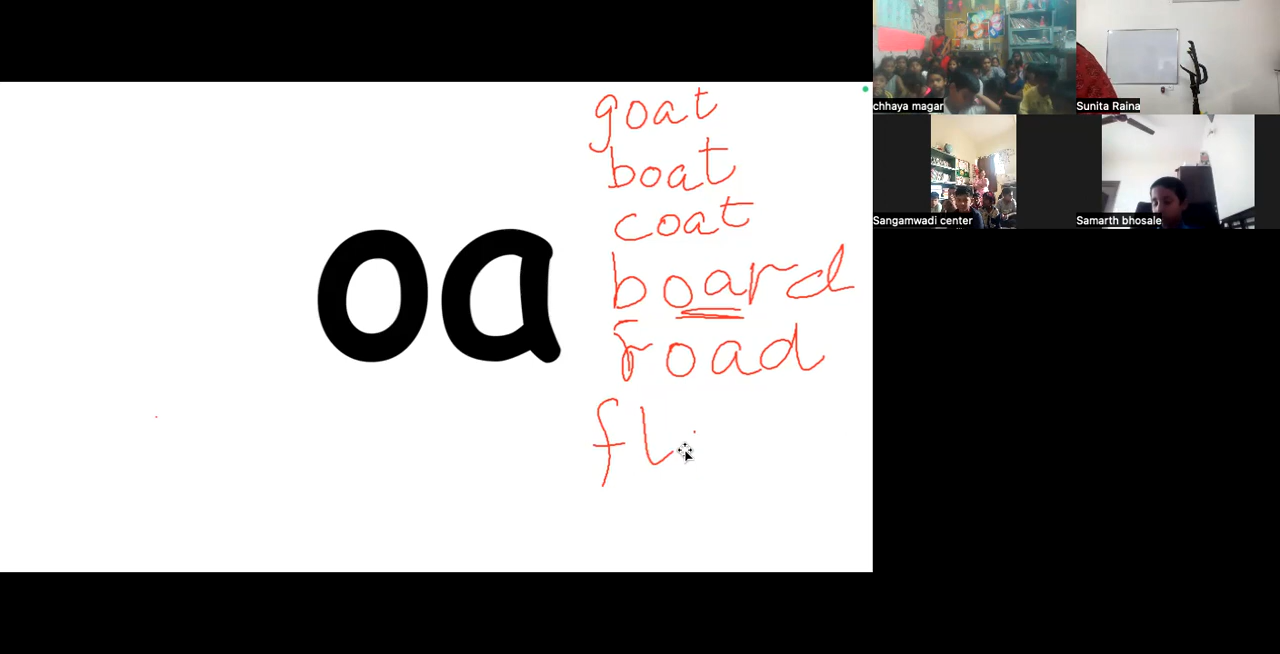 oa
goat
boat
coat
board
road
fl
chhaya magar
Sunita Raina
Sangamwadi center
Samarth bhosale